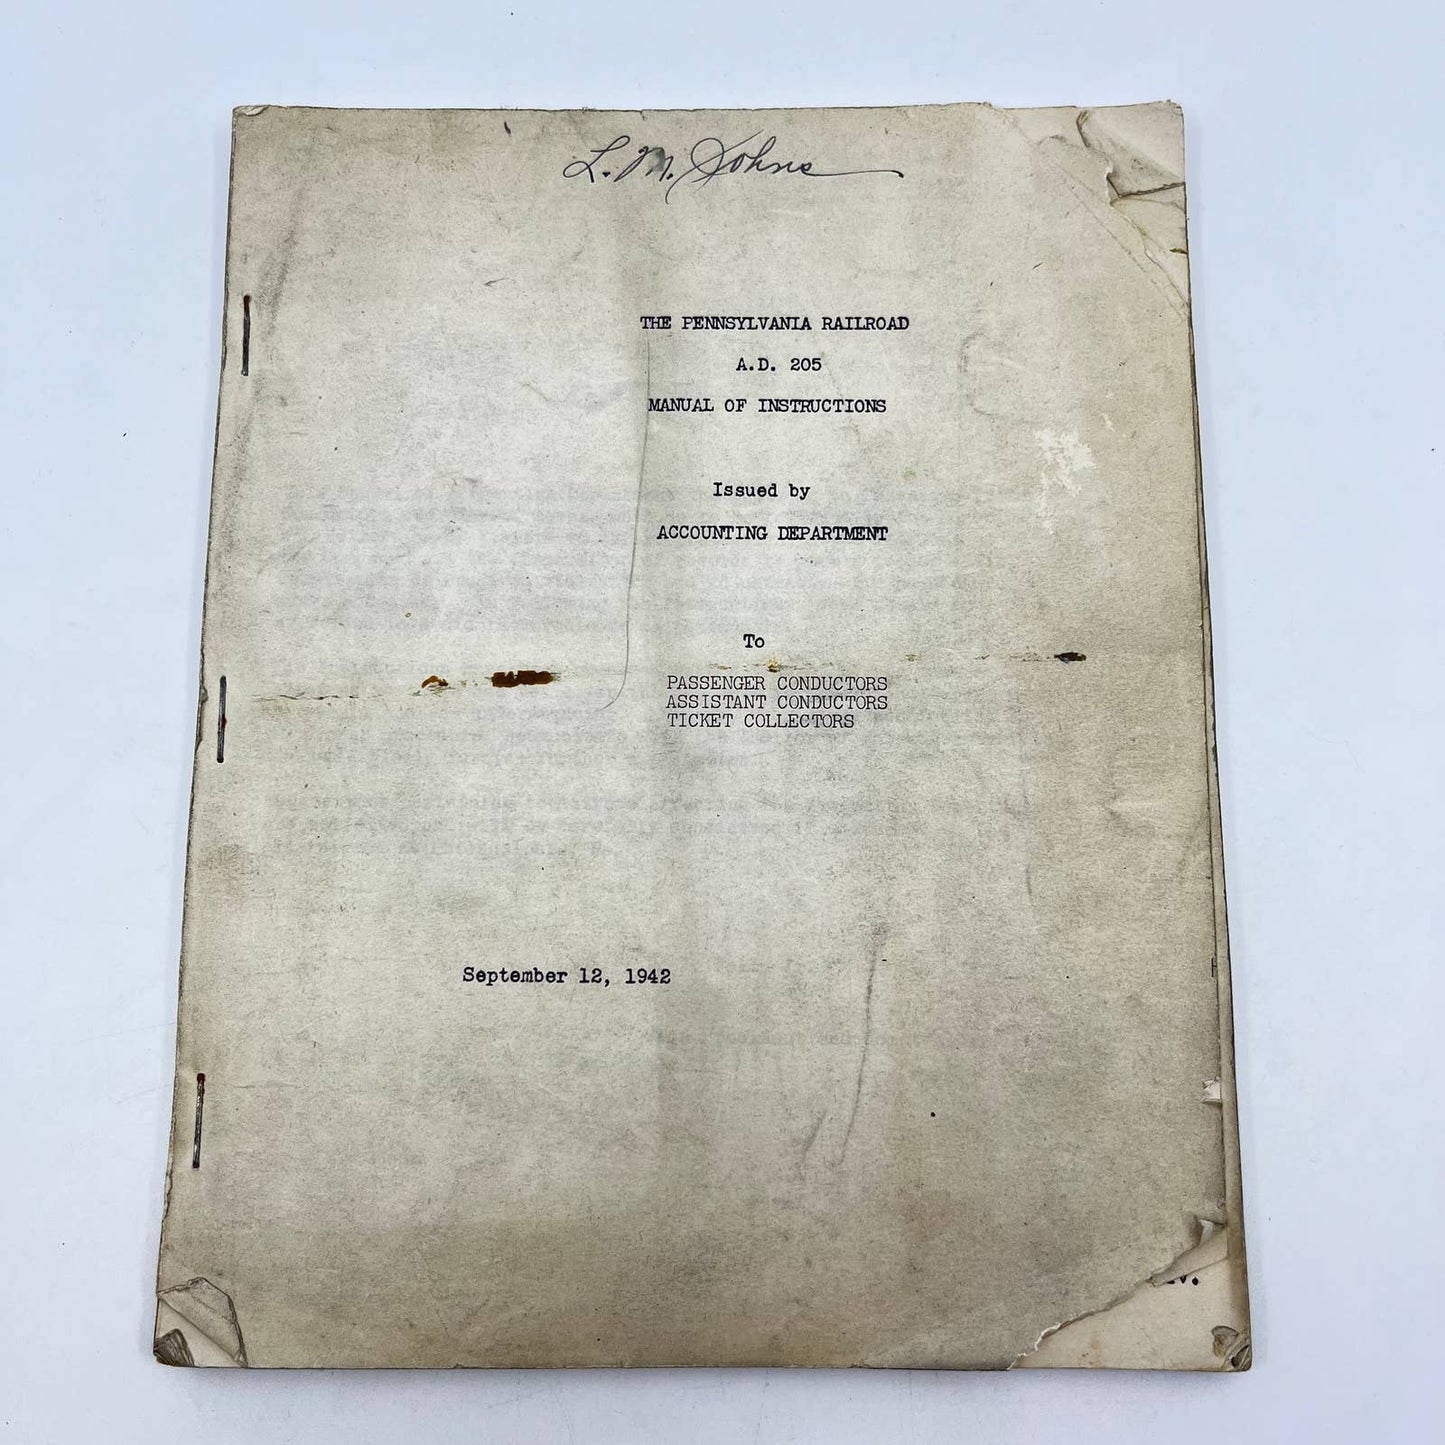 L. M. Johns
THE PENNSYLVANIA RAILROAD
A.D. 205
MANUAL OF INSTRUCTIONS
Issued by
ACCOUNTING DEPARTMENT
To
PASSENGER CONDUCTORS
ASSISTANT CONDUCTORS
TICKET COLLECTORS
September 12, 1942